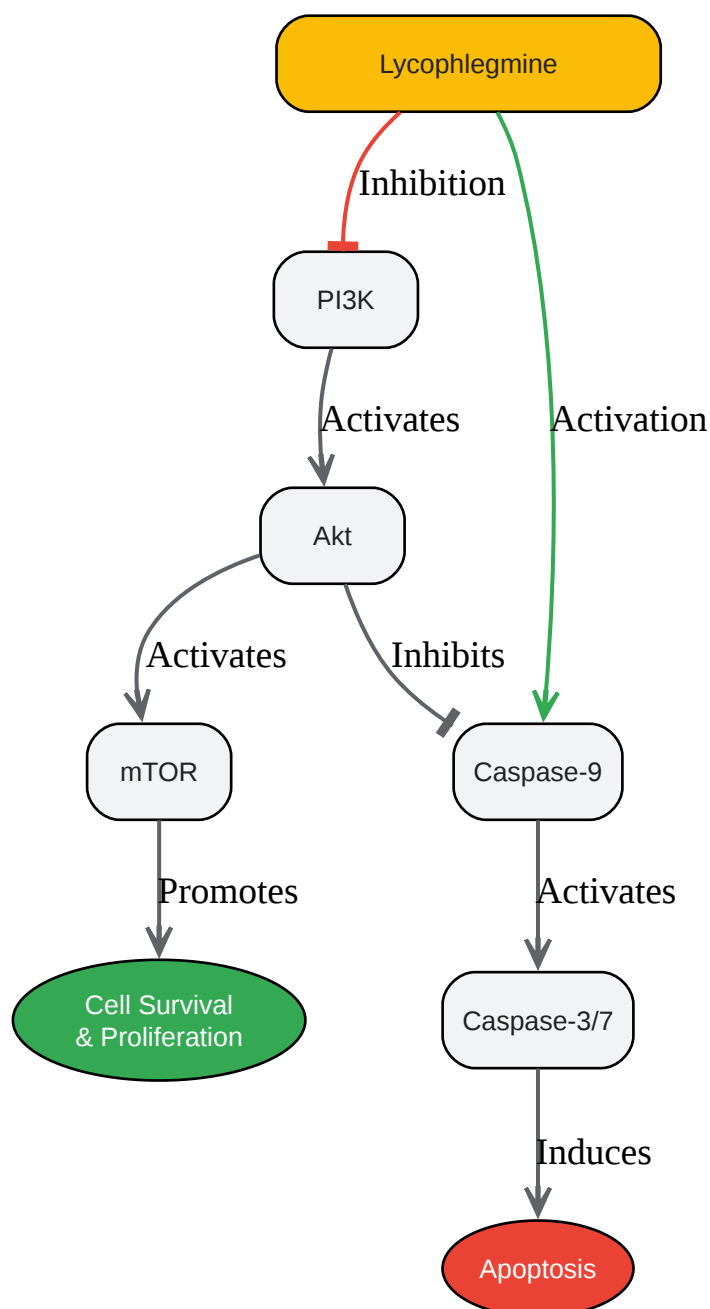 Lycophlegmine
Inhibition
PI3K
Activates
Activation
Akt
Activates
Inhibits
mTOR
Caspase-9
Promotes
Activates
Cell Survival
& Proliferation
Caspase-3/7
Induces
Apoptosis